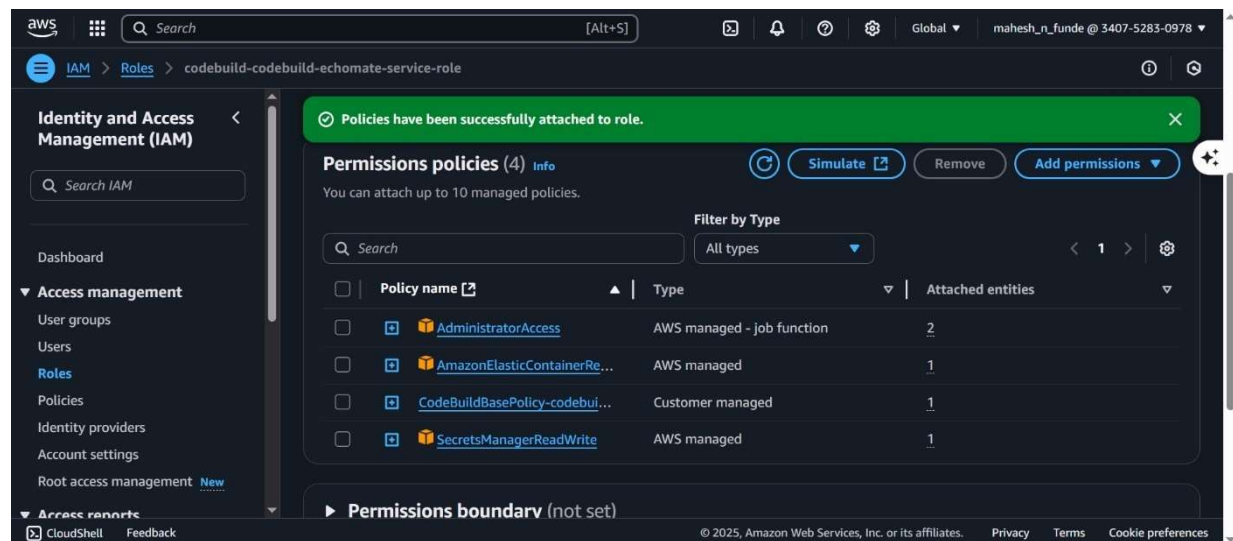 aws
Search [Alt+S] Global ▼ mahesh_n_funde @ 3407-5283-0978 ▼
IAM > Roles > codebuild-codebuild-echomate-service-role
Identity and Access
Management (IAM)
Search IAM
Dashboard
▼ Access management
User groups
Users
Roles
Policies
Identity providers
Account settings
Root access management New
▼ Access reports
Policies have been successfully attached to role.
Permissions policies (4) Info
Simulate
Remove
Add permissions ▼
You can attach up to 10 managed policies.
Filter by Type
Search
All types
1
Policy name Type Attached entities
AdministratorAccess AWS managed - job function 2
AmazonElasticContainerRe... AWS managed 1
CodeBuildBasePolicy-codebui... Customer managed 1
SecretsManagerReadWrite AWS managed 1
▶ Permissions boundary (not set)
CloudShell Feedback © 2025, Amazon Web Services, Inc. or its affiliates. Privacy Terms Cookie preferences